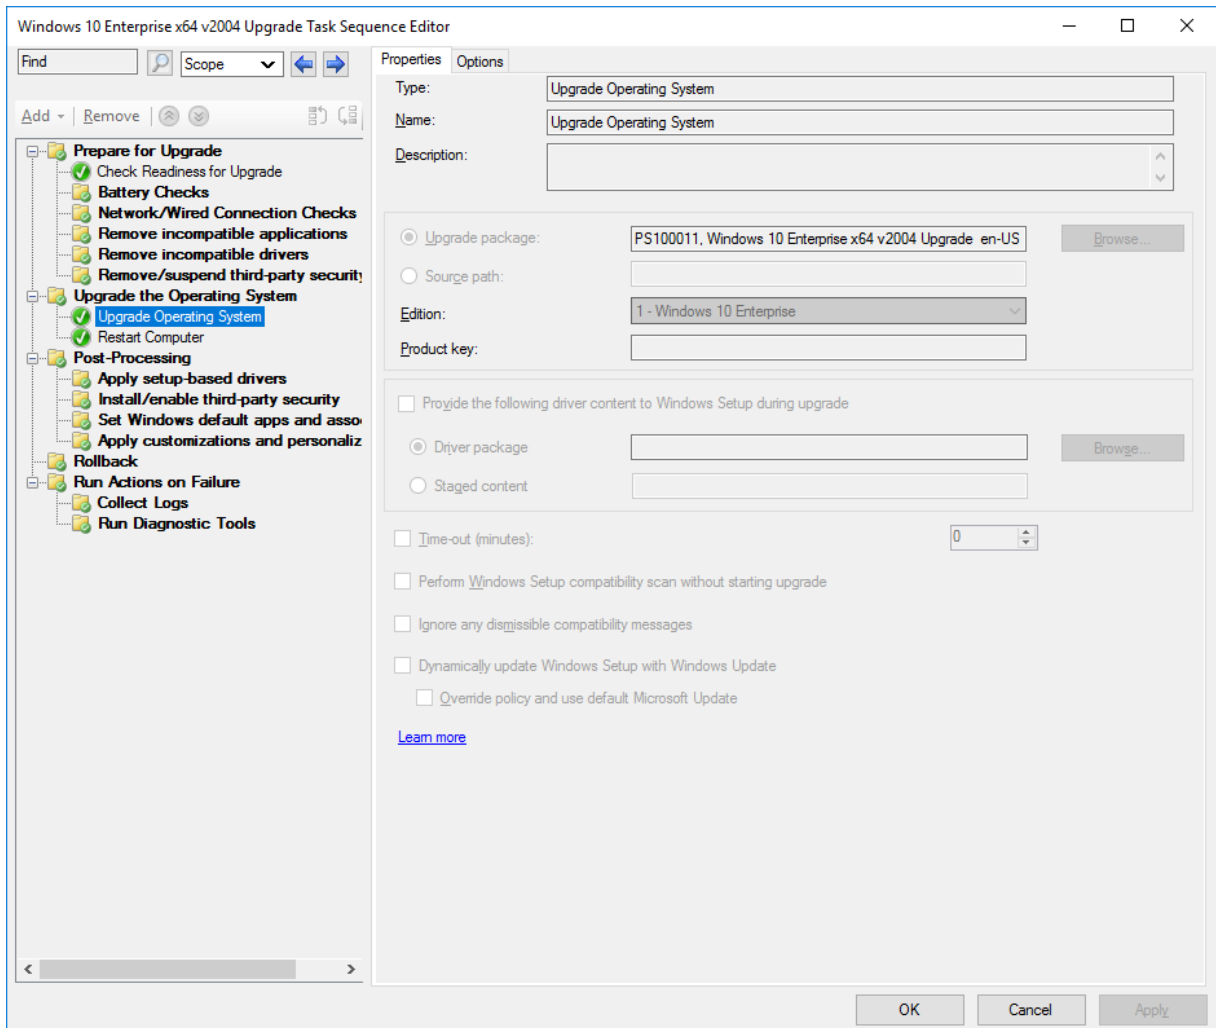 Windows 10 Enterprise x64 v2004 Upgrade Task Sequence Editor
Find
Scope
Add
Remove
Prepare for Upgrade
Check Readiness for Upgrade
Battery Checks
Network/Wired Connection Checks
Remove incompatible applications
Remove incompatible drivers
Remove/suspend third-party security
Upgrade the Operating System
Upgrade Operating System
Restart Computer
Post-Processing
Apply setup-based drivers
Install/enable third-party security
Set Windows default apps and asso
Apply customizations and personaliz
Rollback
Run Actions on Failure
Collect Logs
Run Diagnostic Tools
Properties Options
Type: Upgrade Operating System
Name: Upgrade Operating System
Description:
Upgrade package: PS100011, Windows 10 Enterprise x64 v2004 Upgrade en-US Browse...
Source path:
Edition: 1 - Windows 10 Enterprise
Product key:
Provide the following driver content to Windows Setup during upgrade
Driver package Browse...
Staged content
Time-out (minutes): 0
Perform Windows Setup compatibility scan without starting upgrade
Ignore any dismissible compatibility messages
Dynamically update Windows Setup with Windows Update
Override policy and use default Microsoft Update
Learn more
OK Cancel Apply